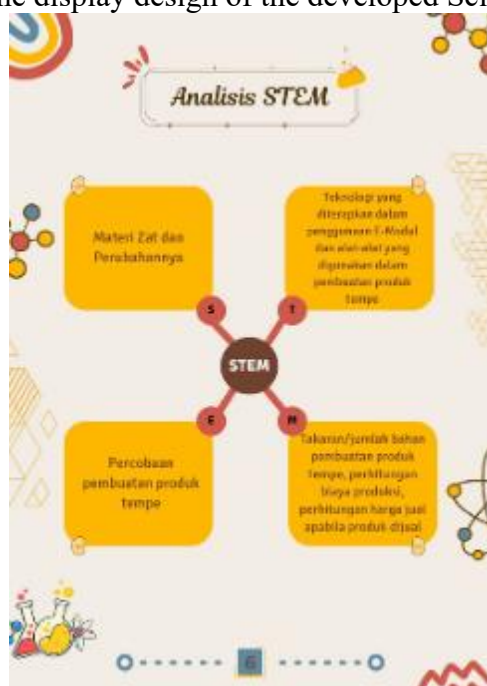 he display design of the developed Sci
Analisis STEM
Materi Zat dan
Perubahannya
Teknologi yang
diterapkan dalam
penggunaan E-Modul
dan alat-alat yang
digunakan dalam
pembuatan produk
tempe
S
T
STEM
E
M
Percobaan
pembuatan produk
tempe
Takaran/jumlah bahan
pembuatan produk
tempe, perhitungan
biaya produksi,
perhitungan harga jual
apabila produk dijual
6